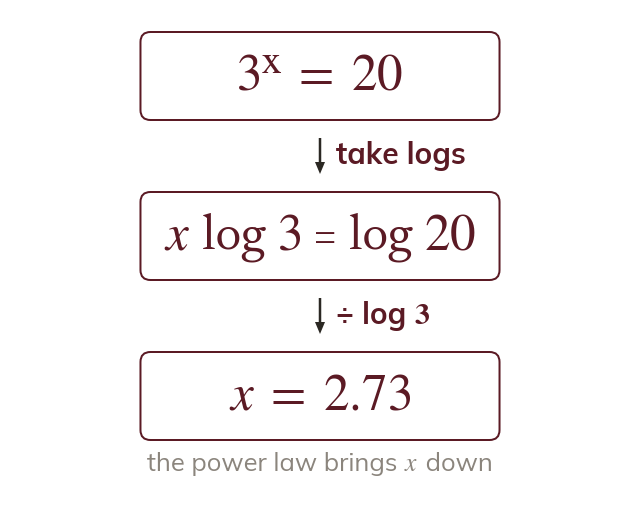 3ˣ = 20
take logs
x log 3 = log 20
÷ log 3
x = 2.73
the power law brings x down